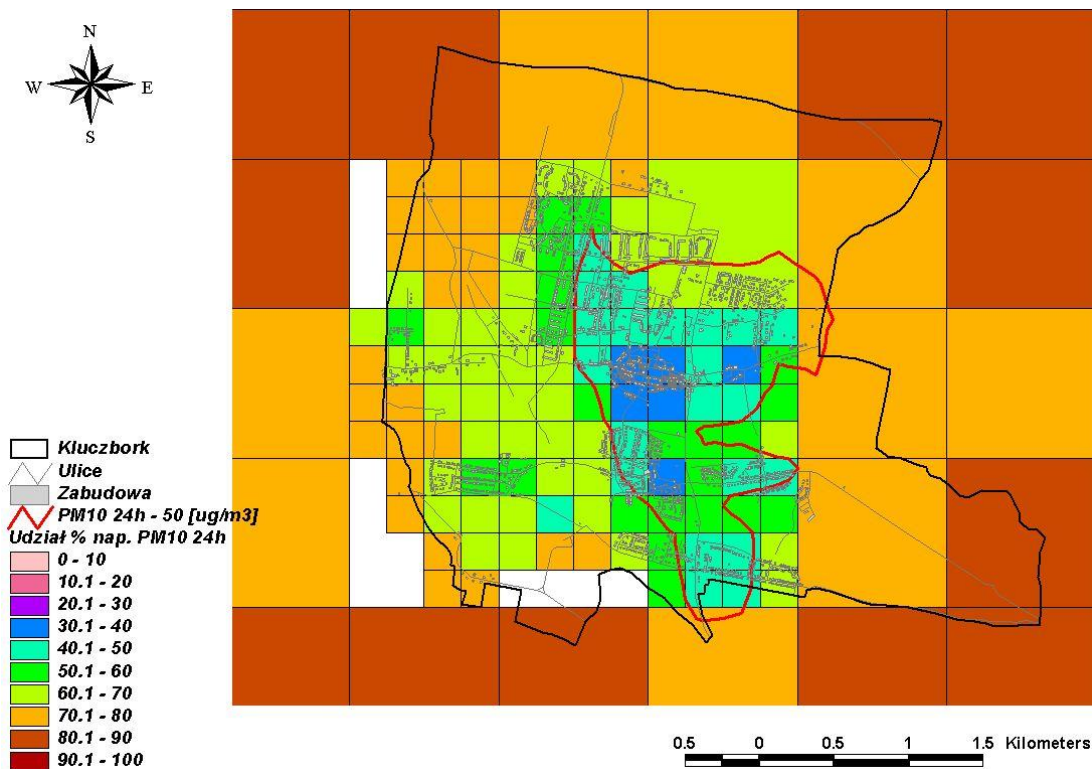 N
W E
S
Kluczbork
Ulice
Zabudowa
PM10 24h - 50 [ug/m3]
Udział % nap. PM10 24h
0 - 10
10.1 - 20
20.1 - 30
30.1 - 40
40.1 - 50
50.1 - 60
60.1 - 70
70.1 - 80
80.1 - 90
90.1 - 100
0.5 0 0.5 1 1.5 Kilometers